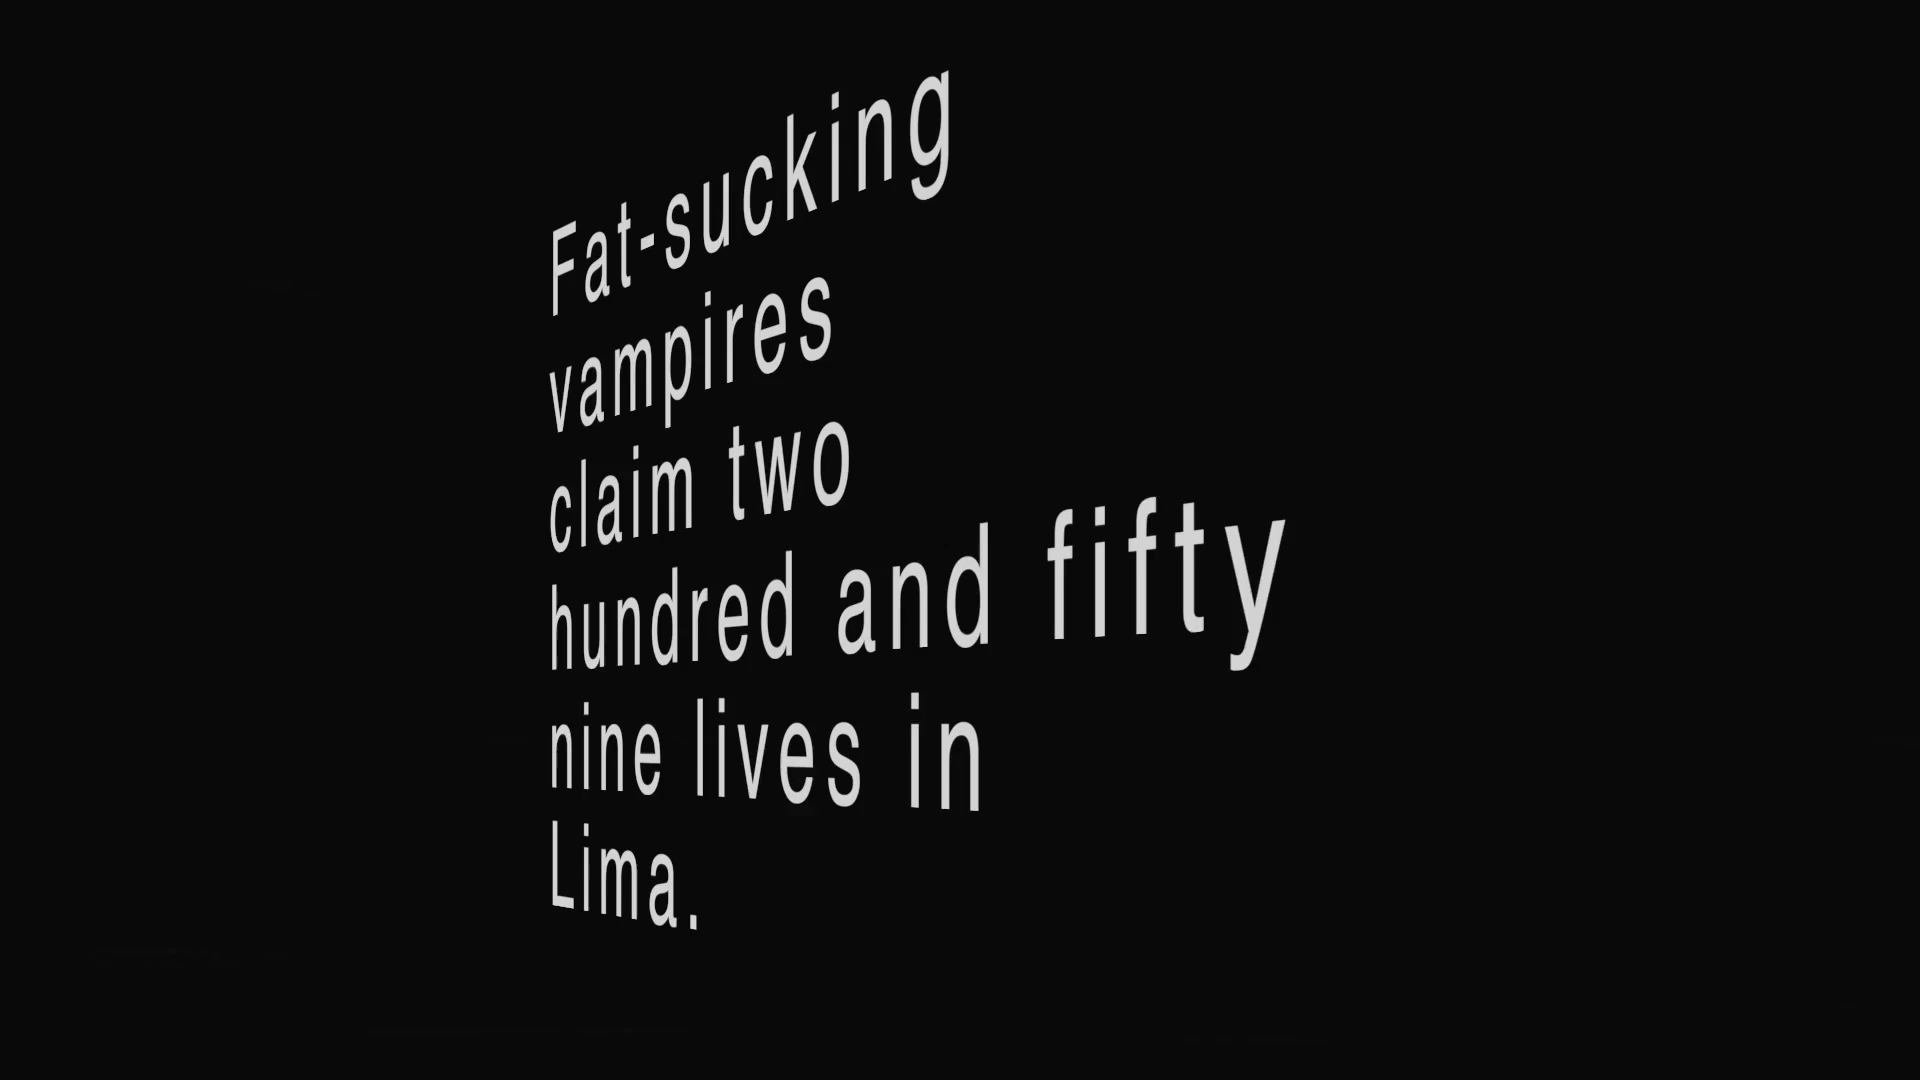 Fat-sucking
vampires
claim two
hundred and fifty
nine lives in
Lima.